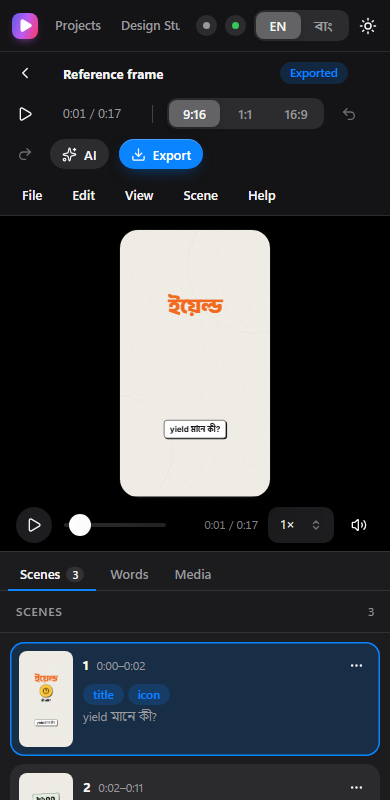 Projects Design Stu EN বাং
Reference frame Exported
0:01 / 0:17 9:16 1:1 16:9
AI Export
File Edit View Scene Help
ইয়েল্ড
yield মানে কী?
0:01 / 0:17 1×
Scenes 3 Words Media
SCENES 3
ইয়েল্ড
yield মানে কী?
1 0:00–0:02
title icon
yield মানে কী?
2 0:02–0:11